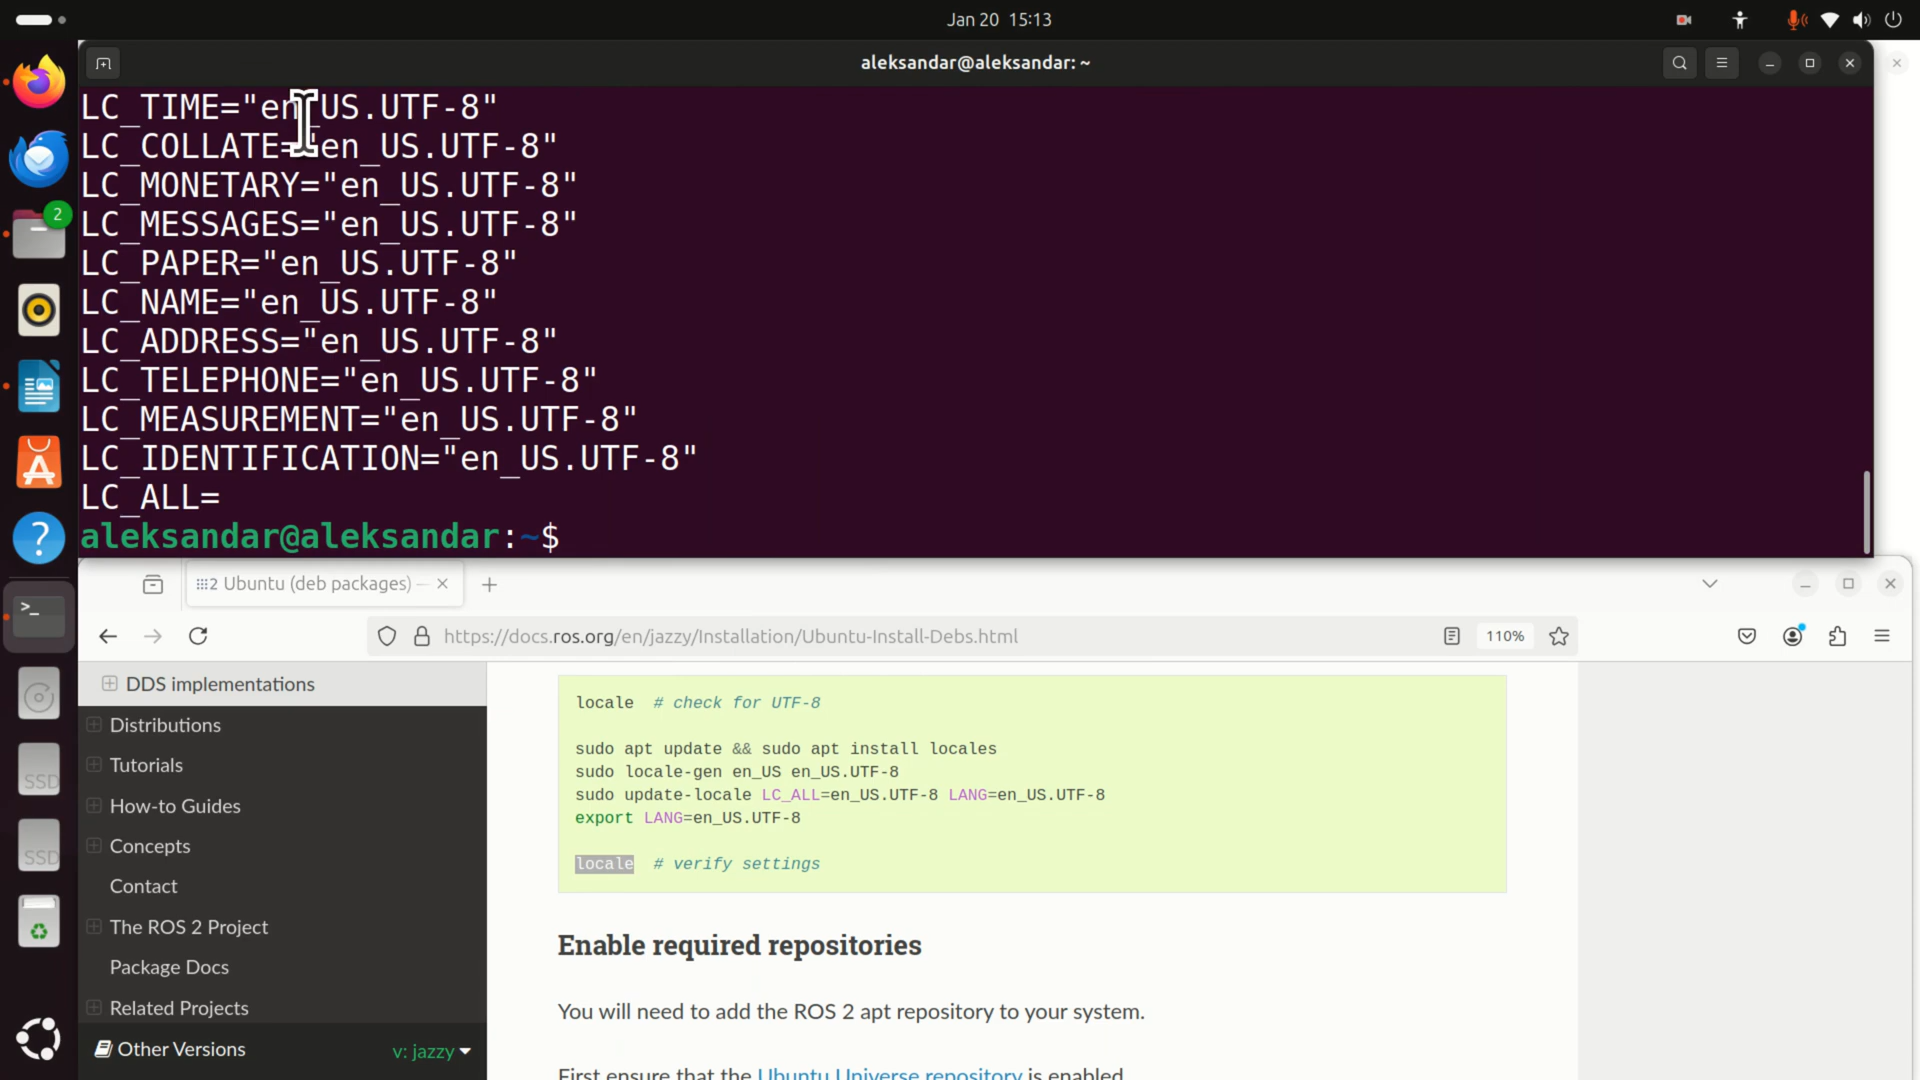 Jan 20 15:13
aleksandar@aleksandar: ~
LC_TIME="en_US.UTF-8"
LC_COLLATE="en_US.UTF-8"
LC_MONETARY="en_US.UTF-8"
LC_MESSAGES="en_US.UTF-8"
LC_PAPER="en_US.UTF-8"
LC_NAME="en_US.UTF-8"
LC_ADDRESS="en_US.UTF-8"
LC_TELEPHONE="en_US.UTF-8"
LC_MEASUREMENT="en_US.UTF-8"
LC_IDENTIFICATION="en_US.UTF-8"
LC_ALL=
aleksandar@aleksandar:~$
2
?
>_
SSD
SSD
2 Ubuntu (deb packages) —
https://docs.ros.org/en/jazzy/Installation/Ubuntu-Install-Debs.html
110%
DDS implementations
Distributions
Tutorials
How-to Guides
Concepts
Contact
The ROS 2 Project
Package Docs
Related Projects
Other Versions
v: jazzy
locale # check for UTF-8
sudo apt update && sudo apt install locales
sudo locale-gen en_US en_US.UTF-8
sudo update-locale LC_ALL=en_US.UTF-8 LANG=en_US.UTF-8
export LANG=en_US.UTF-8
locale # verify settings
Enable required repositories
You will need to add the ROS 2 apt repository to your system.
First ensure that the Ubuntu Universe repository is enabled